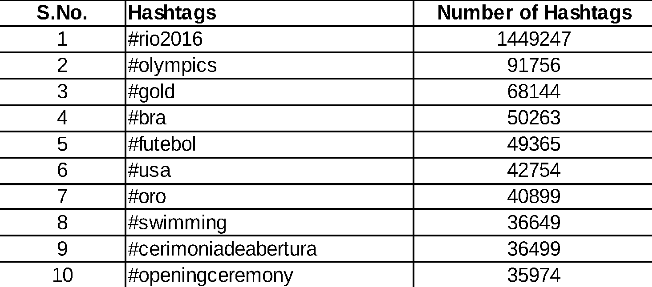 S.No. Hashtags Number of Hashtags
1 #rio2016 1449247
2 #olympics 91756
3 #gold 68144
4 #bra 50263
5 #futebol 49365
6 #usa 42754
7 #oro 40899
8 #swimming 36649
9 #cerimoniadeabertura 36499
10 #openingceremony 35974